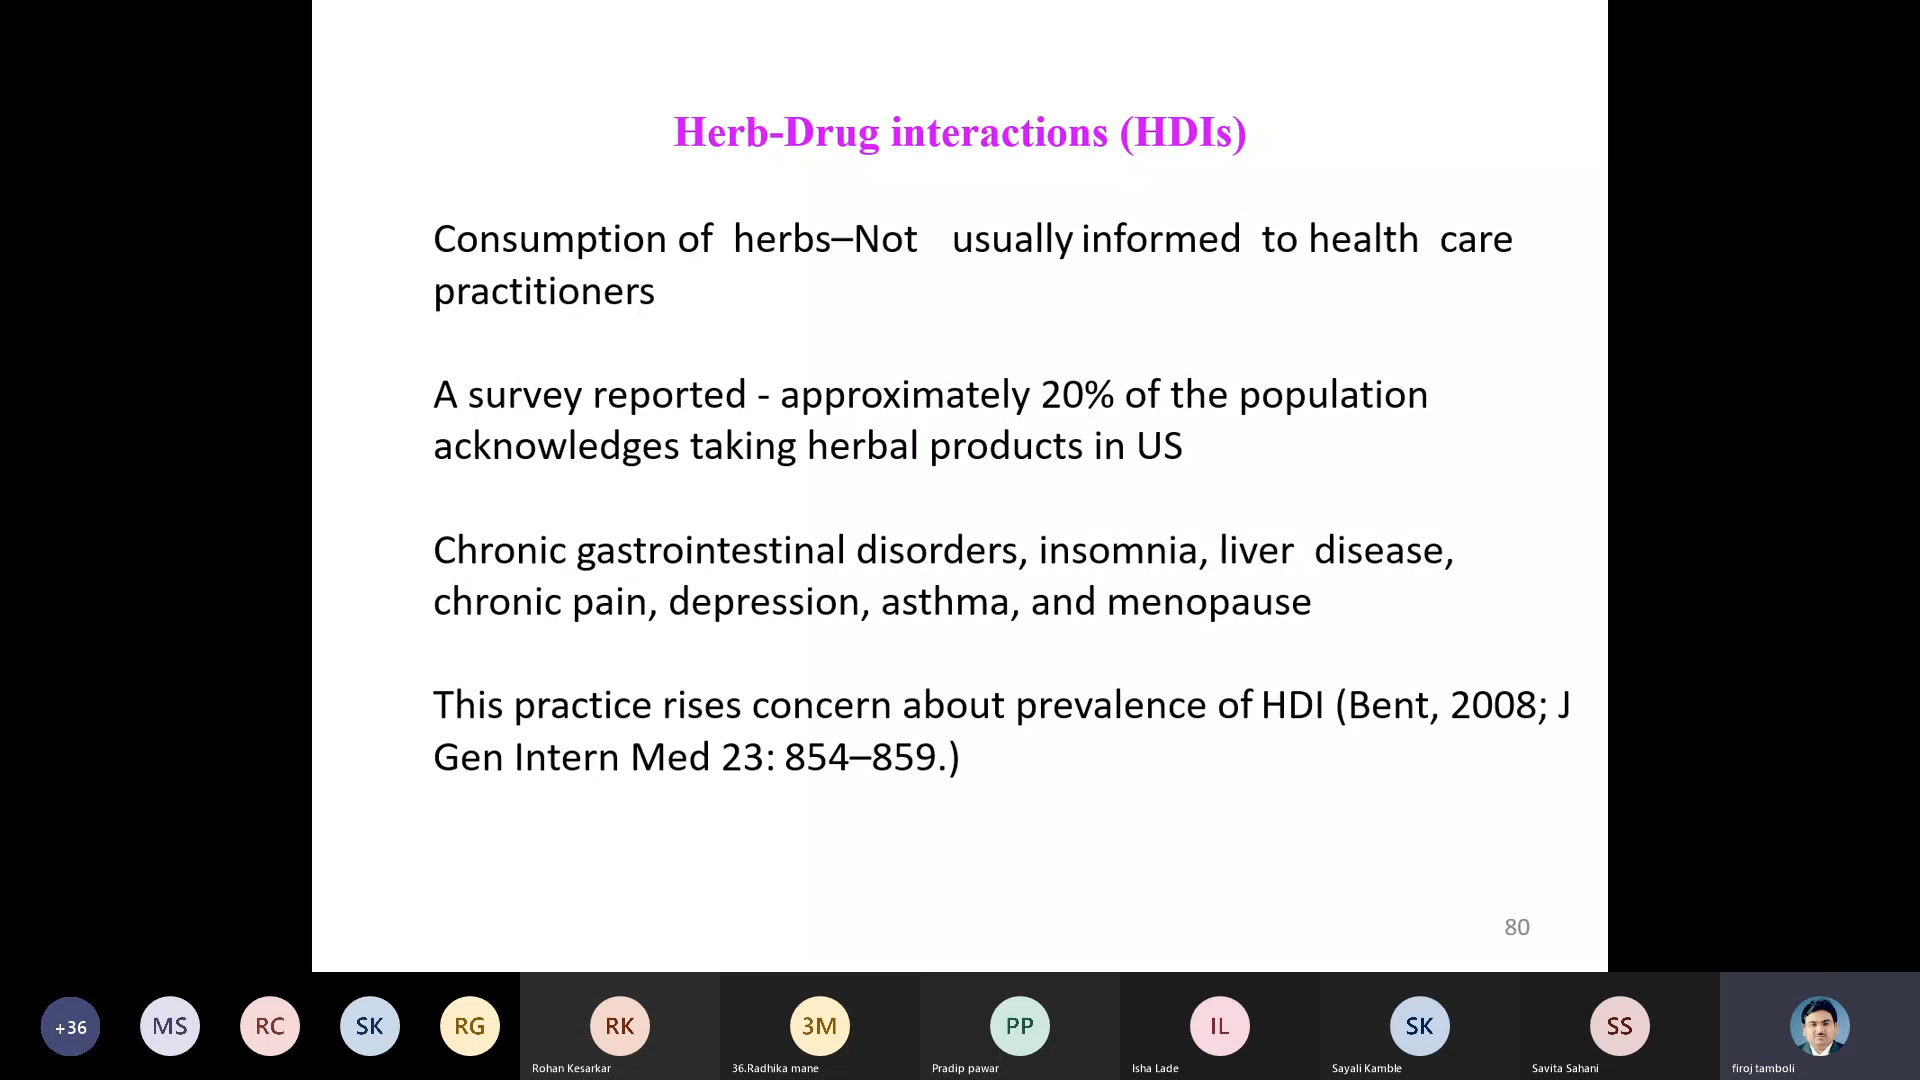 Herb-Drug interactions (HDIs)
Consumption of herbs–Not usually informed to health care
practitioners
A survey reported - approximately 20% of the population
acknowledges taking herbal products in US
Chronic gastrointestinal disorders, insomnia, liver disease,
chronic pain, depression, asthma, and menopause
This practice rises concern about prevalence of HDI (Bent, 2008; J
Gen Intern Med 23: 854–859.)
80
+36 MS RC SK RG RK 3M PP IL SK SS
Rohan Kesarkar 36.Radhika mane Pradip pawar Isha Lade Sayali Kamble Savita Sahani firoj tamboli